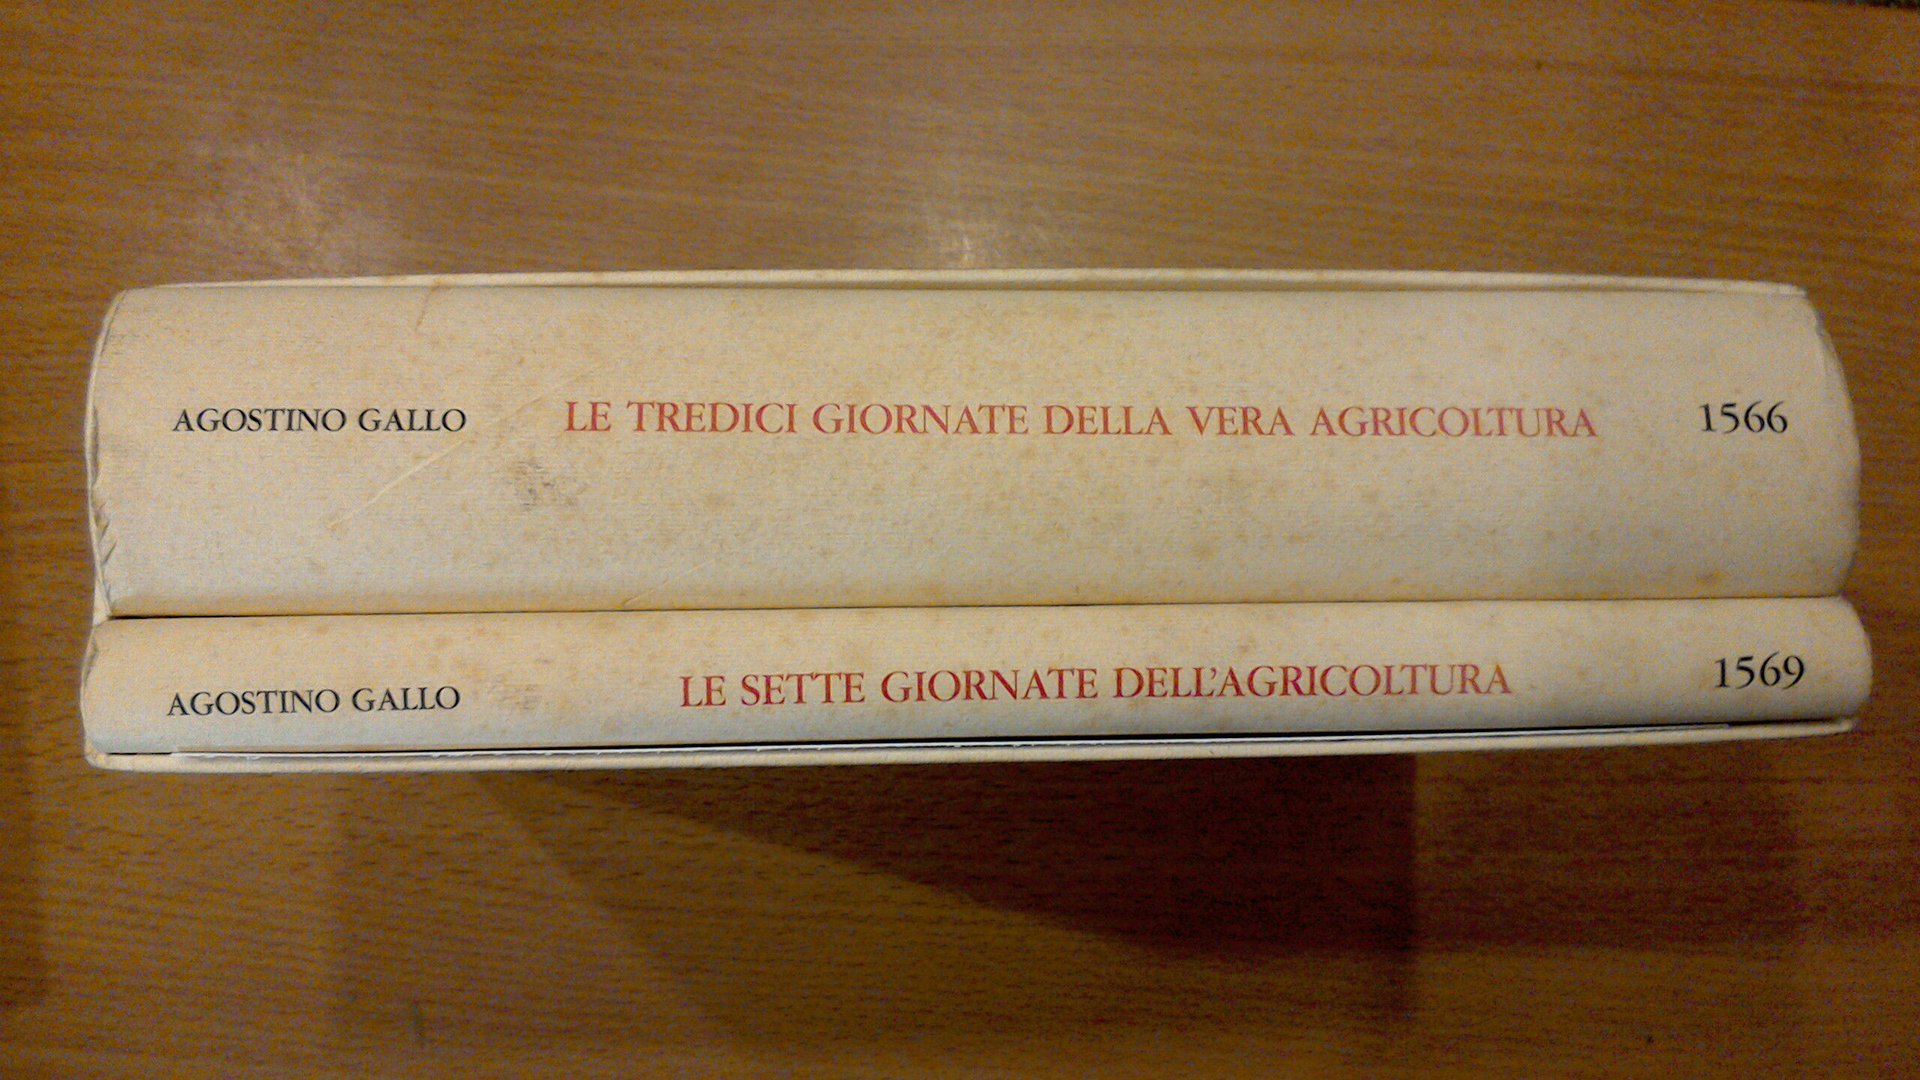 AGOSTINO GALLO LE TREDICI GIORNATE DELLA VERA AGRICOLTURA 1566
AGOSTINO GALLO LE SETTE GIORNATE DELL'AGRICOLTURA 1569